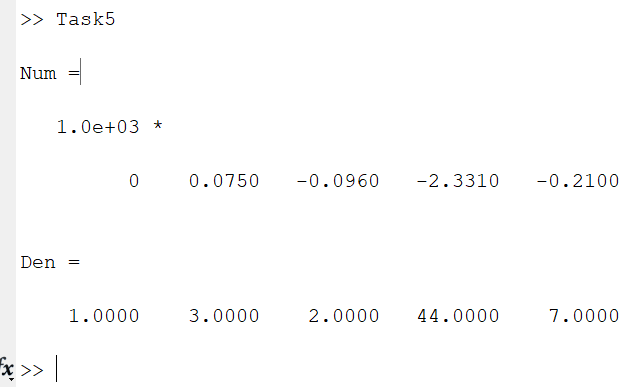 >> Task5
Num =
1.0e+03 *
0 0.0750 -0.0960 -2.3310 -0.2100
Den =
1.0000 3.0000 2.0000 44.0000 7.0000
fx >>